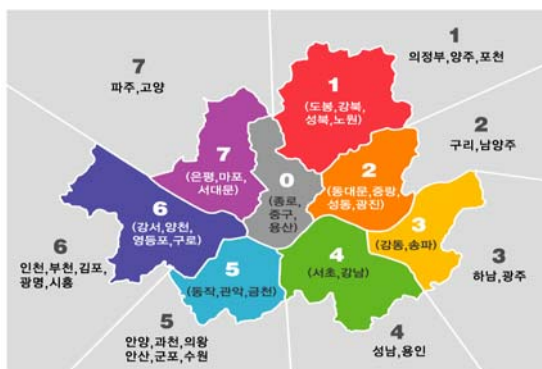 1
의정부,양주,포천
7
파주,고양
1
(도봉,강북,
성북,노원)
2
구리,남양주
7
(은평,마포,
서대문)
0
(종로,
중구,
용산)
2
(동대문,중랑,
성동,광진)
6
(강서,양천,
영등포,구로)
3
(강동,송파)
6
인천,부천,김포,
광명,시흥
5
(동작,관악,금천)
4
(서초,강남)
3
하남,광주
5
안양,과천,의왕
안산,군포,수원
4
성남,용인